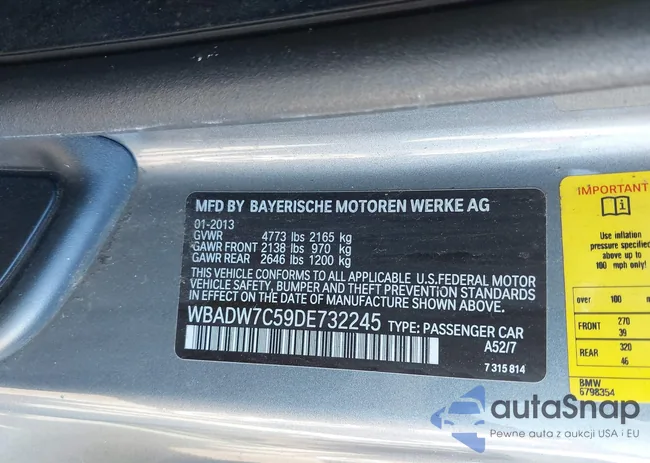 MFD BY BAYERISCHE MOTOREN WERKE AG
01-2013
GVWR 4773 lbs 2165 kg
GAWR FRONT 2138 lbs 970 kg
GAWR REAR 2646 lbs 1200 kg
THIS VEHICLE CONFORMS TO ALL APPLICABLE U.S.FEDERAL MOTOR
VEHICLE SAFETY, BUMPER AND THEFT PREVENTION STANDARDS
IN EFFECT ON THE DATE OF MANUFACTURE SHOWN ABOVE.
WBADW7C59DE732245 TYPE: PASSENGER CAR
A52/7
7 315 814
IMPORTANT
Use inflation
pressure specified
above up to
100 mph only!
over 100 m
FRONT 270
39
REAR 320
46
BMW
6798354
autaSnap
Pewne auta z aukcji USA i EU